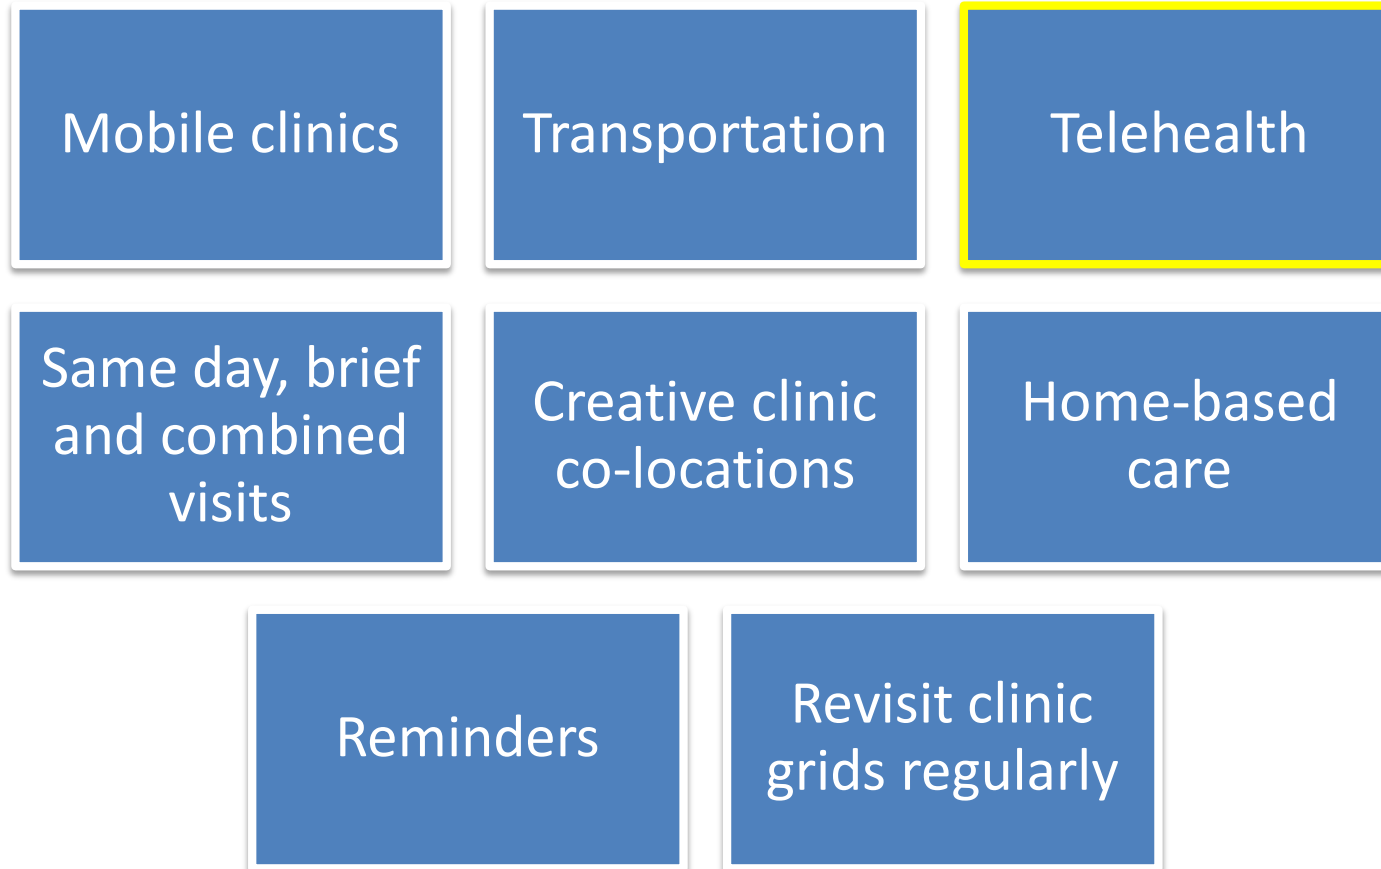 Mobile clinics
Transportation
Telehealth
Same day, brief
and combined
visits
Creative clinic
co-locations
Home-based
care
Reminders
Revisit clinic
grids regularly